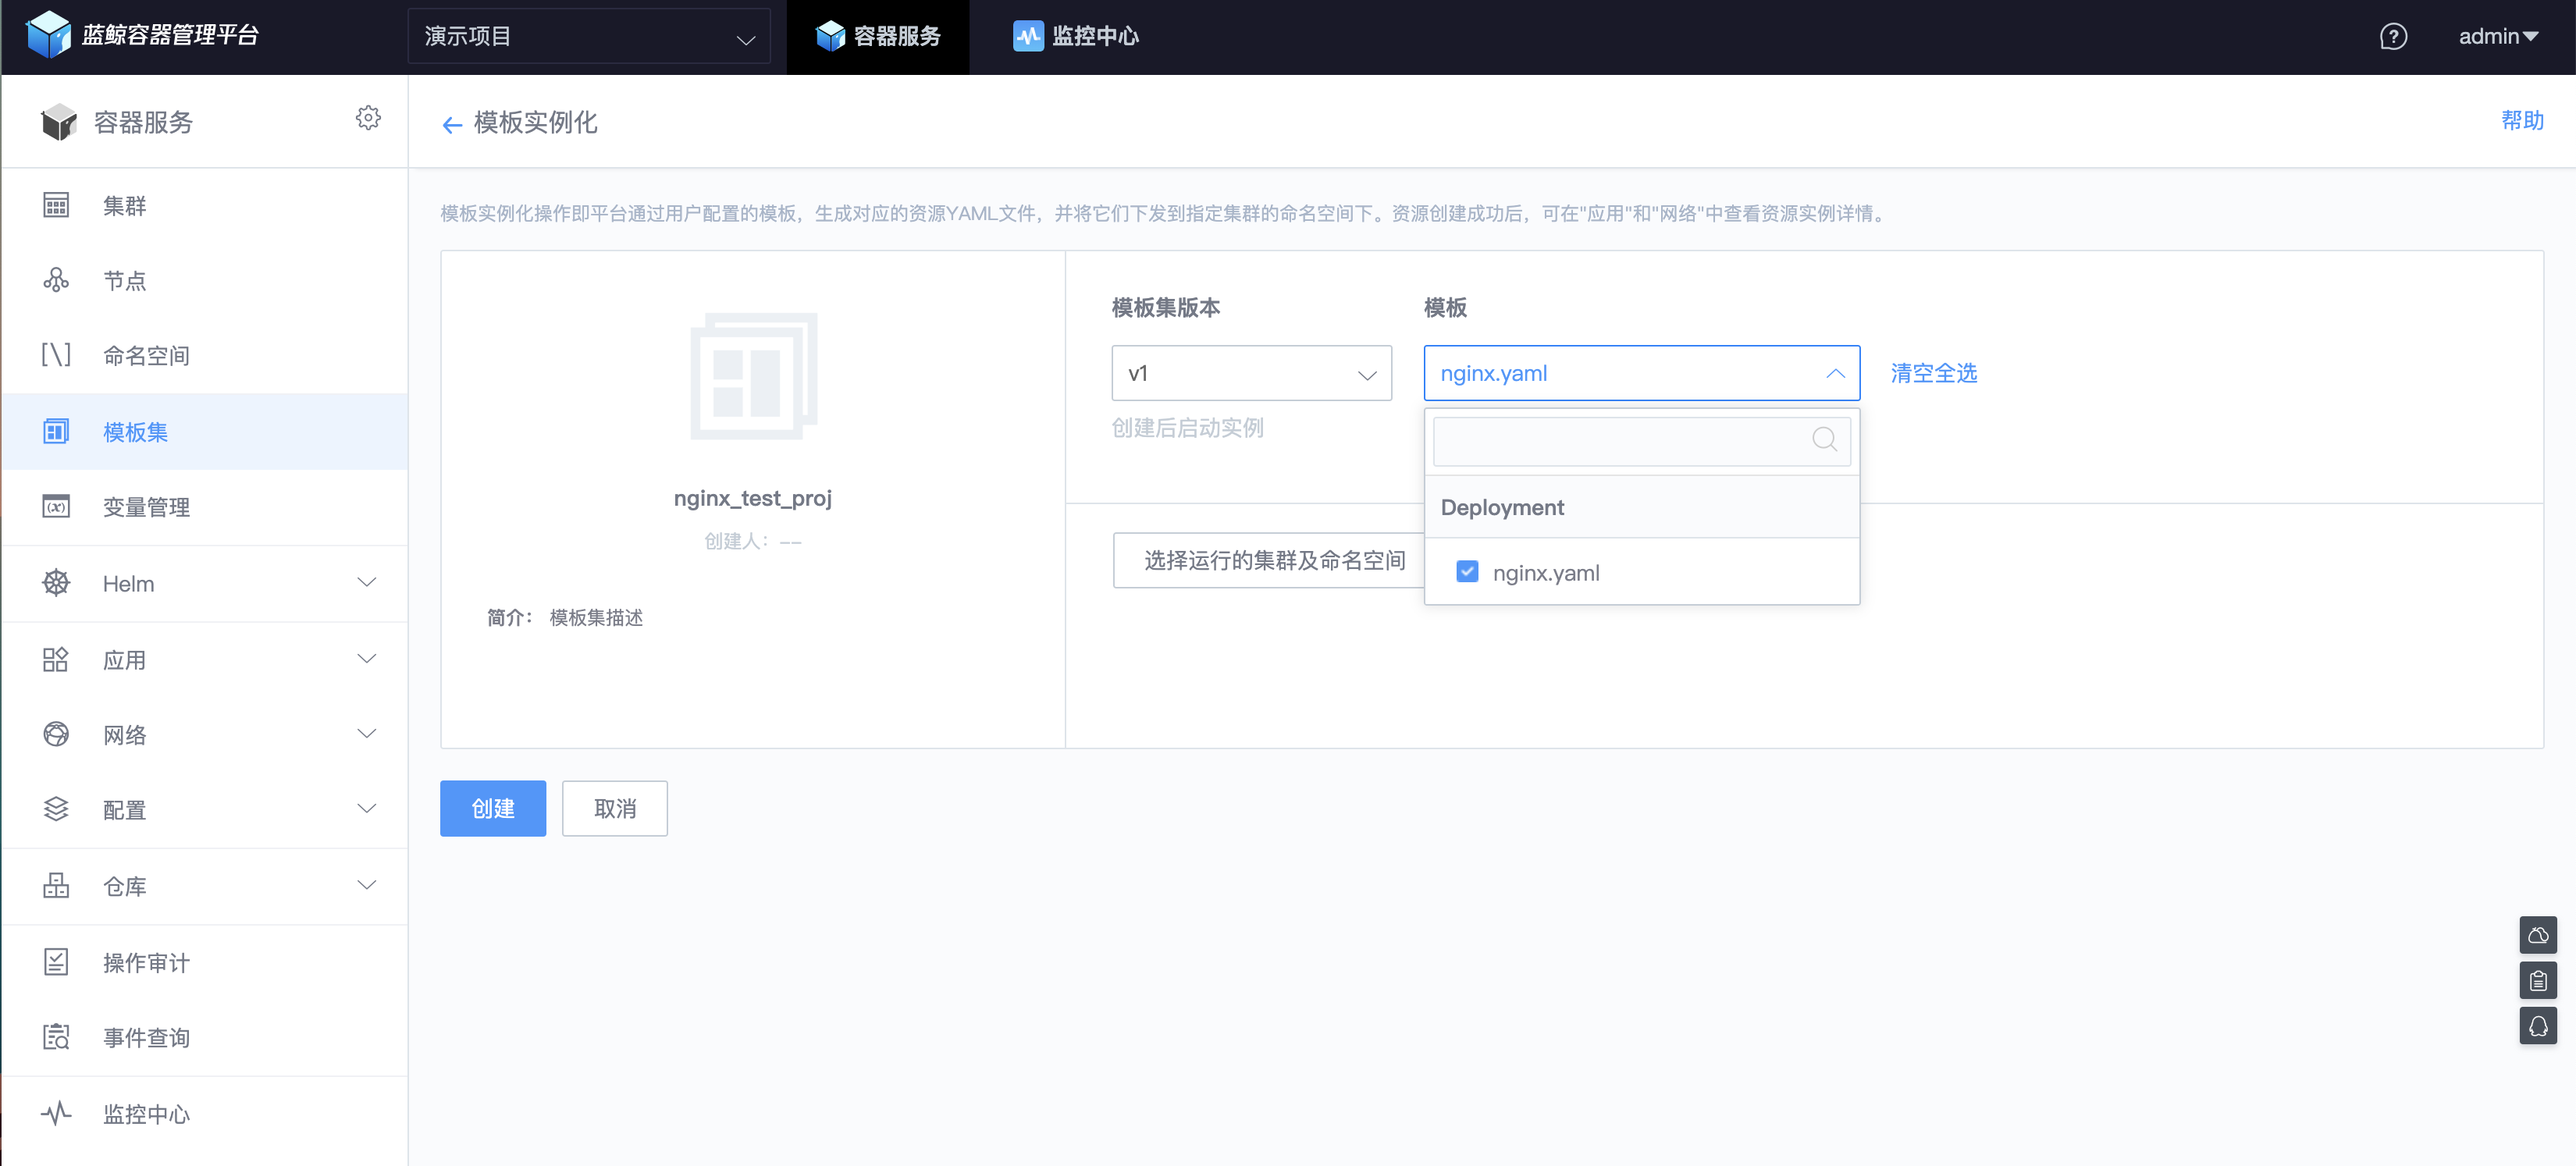 蓝鲸容器管理平台
演示项目
容器服务
监控中心
admin
容器服务
模板实例化
帮助
集群
节点
命名空间
模板集
变量管理
Helm
应用
网络
配置
仓库
操作审计
事件查询
监控中心
模板实例化操作即平台通过用户配置的模板，生成对应的资源YAML文件，并将它们下发到指定集群的命名空间下。资源创建成功后，可在"应用"和"网络"中查看资源实例详情。
nginx_test_proj
创建人： --
简介： 模板集描述
模板集版本
模板
v1
nginx.yaml
清空全选
创建后启动实例
Deployment
nginx.yaml
选择运行的集群及命名空间
创建
取消